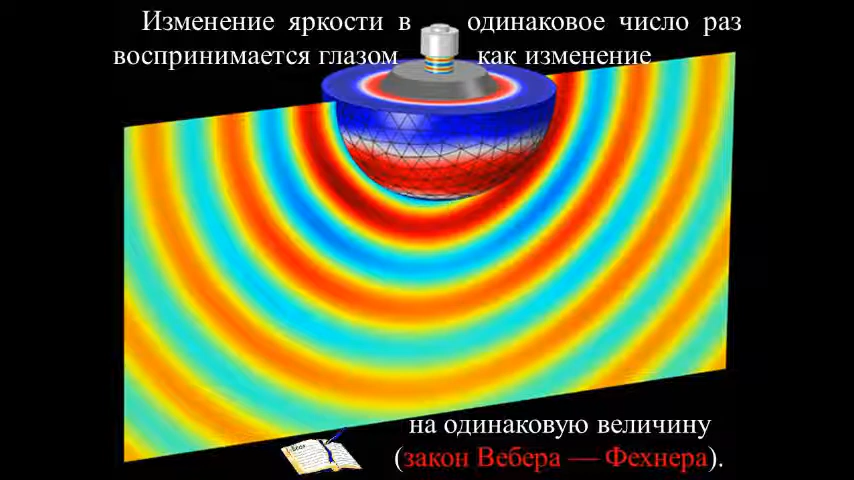 Изменение яркости в одинаковое число раз
воспринимается глазом как изменение
на одинаковую величину
(закон Вебера — Фехнера).